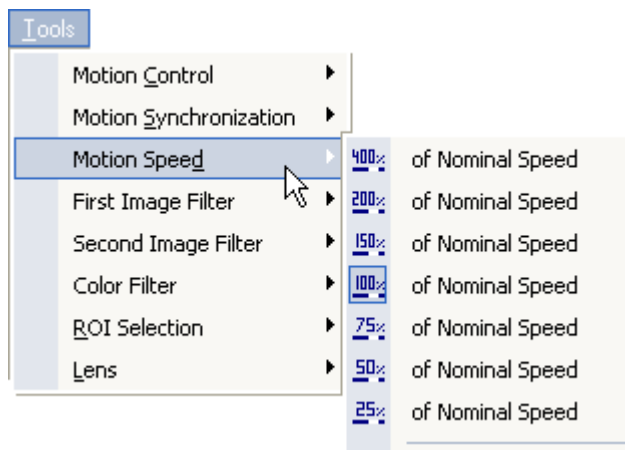 Tools
Motion Control
Motion Synchronization
Motion Speed
First Image Filter
Second Image Filter
Color Filter
ROI Selection
Lens
400% of Nominal Speed
200% of Nominal Speed
150% of Nominal Speed
100% of Nominal Speed
75% of Nominal Speed
50% of Nominal Speed
25% of Nominal Speed